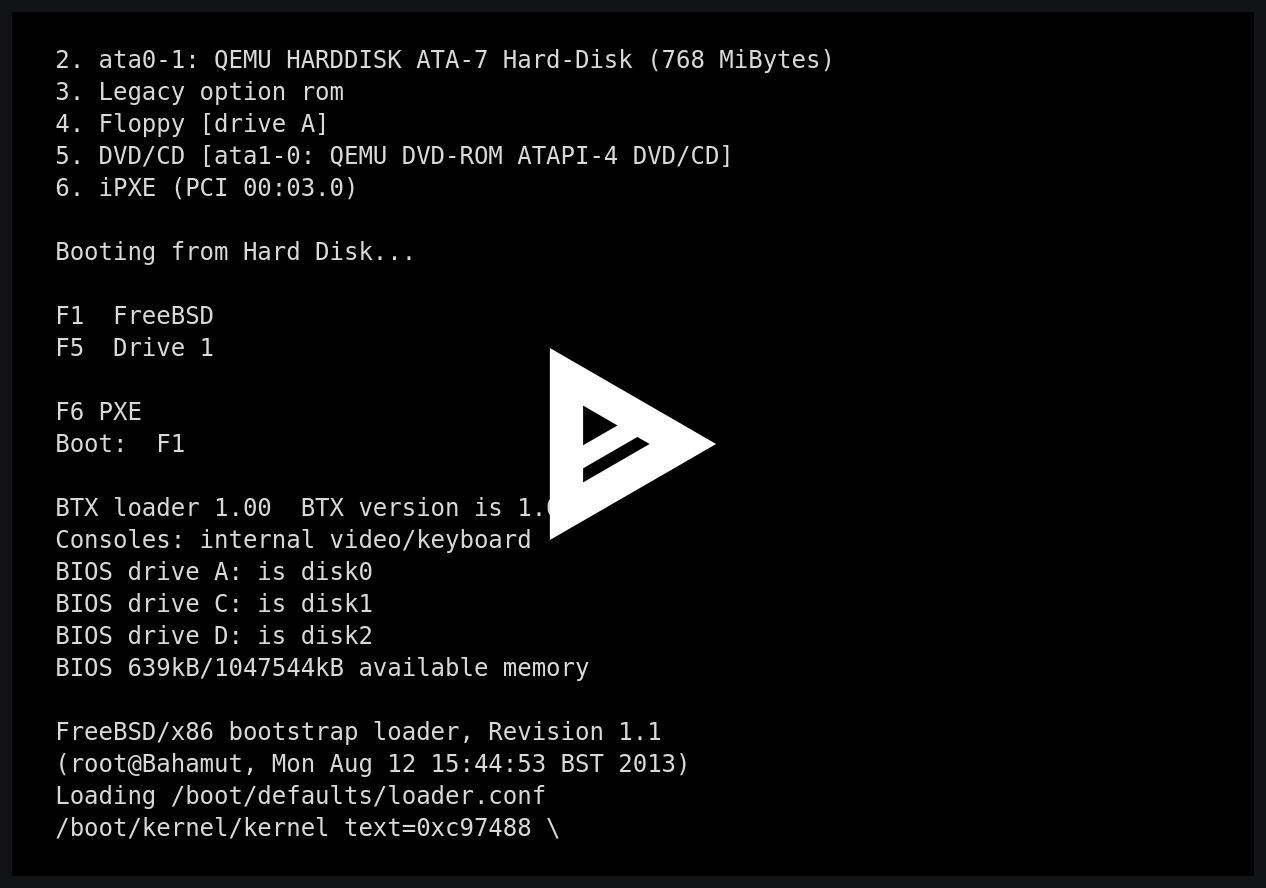 2. ata0-1: QEMU HARDDISK ATA-7 Hard-Disk (768 MiBytes)
3. Legacy option rom
4. Floppy [drive A]
5. DVD/CD [ata1-0: QEMU DVD-ROM ATAPI-4 DVD/CD]
6. iPXE (PCI 00:03.0)
Booting from Hard Disk...
F1  FreeBSD
F5  Drive 1
F6 PXE
Boot:  F1
BTX loader 1.00  BTX version is 1.
Consoles: internal video/keyboard
BIOS drive A: is disk0
BIOS drive C: is disk1
BIOS drive D: is disk2
BIOS 639kB/1047544kB available memory
FreeBSD/x86 bootstrap loader, Revision 1.1
(root@Bahamut, Mon Aug 12 15:44:53 BST 2013)
Loading /boot/defaults/loader.conf
/boot/kernel/kernel text=0xc97488 \